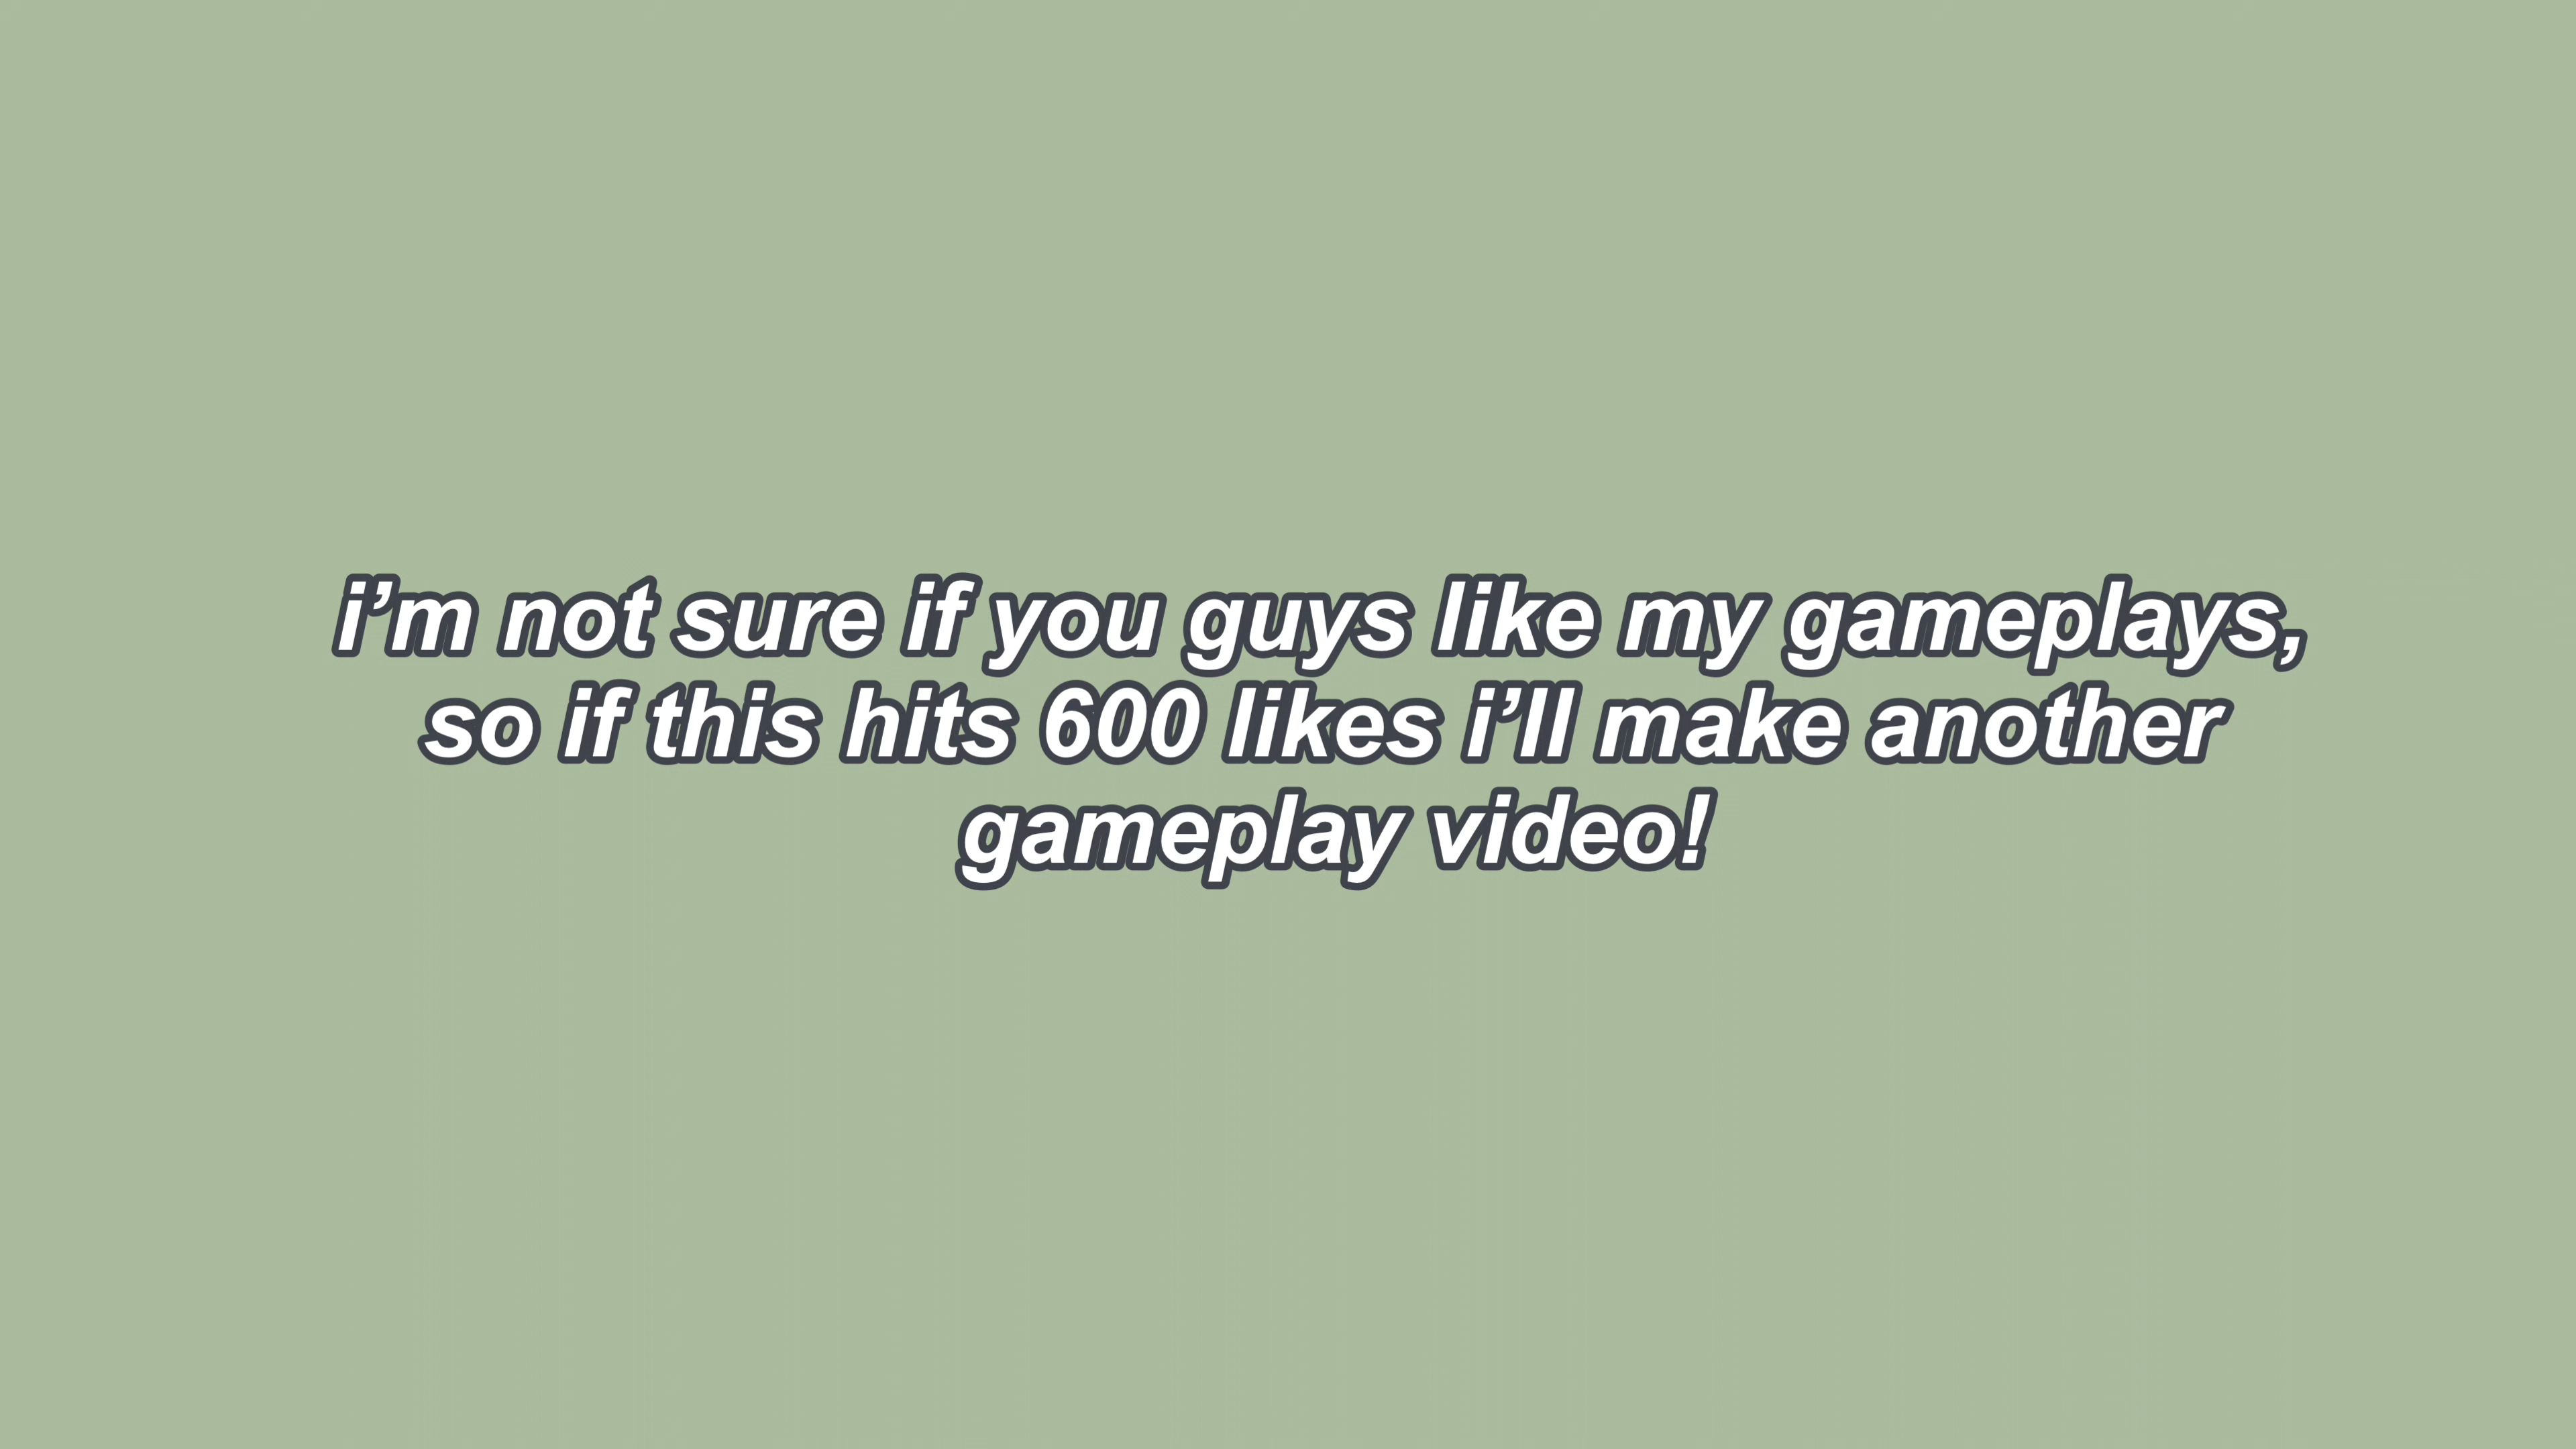 i’m not sure if you guys like my gameplays,
so if this hits 600 likes i’ll make another
gameplay video!